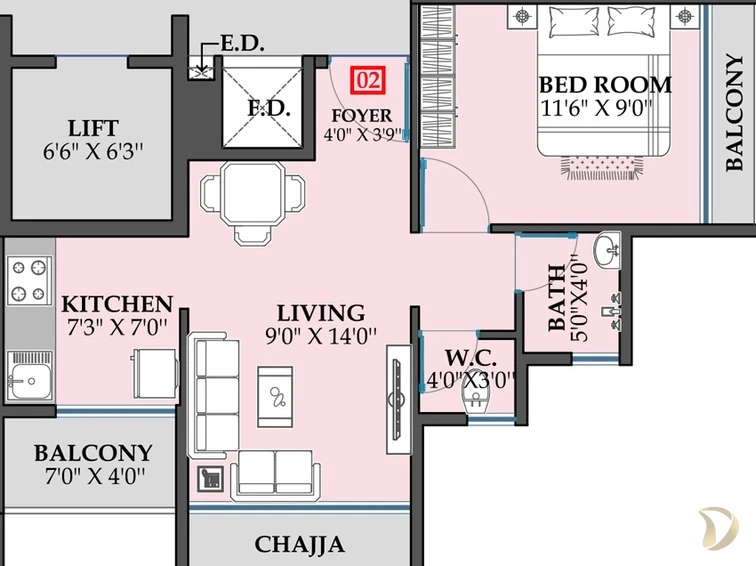 E.D.
F.D.
02
FOYER
4'0" X 3'9"
BED ROOM
11'6" X 9'0"
BALCONY
LIFT
6'6" X 6'3"
KITCHEN
7'3" X 7'0"
LIVING
9'0" X 14'0"
BATH
5'0"X4'0"
W.C.
4'0"X3'0"
BALCONY
7'0" X 4'0"
CHAJJA